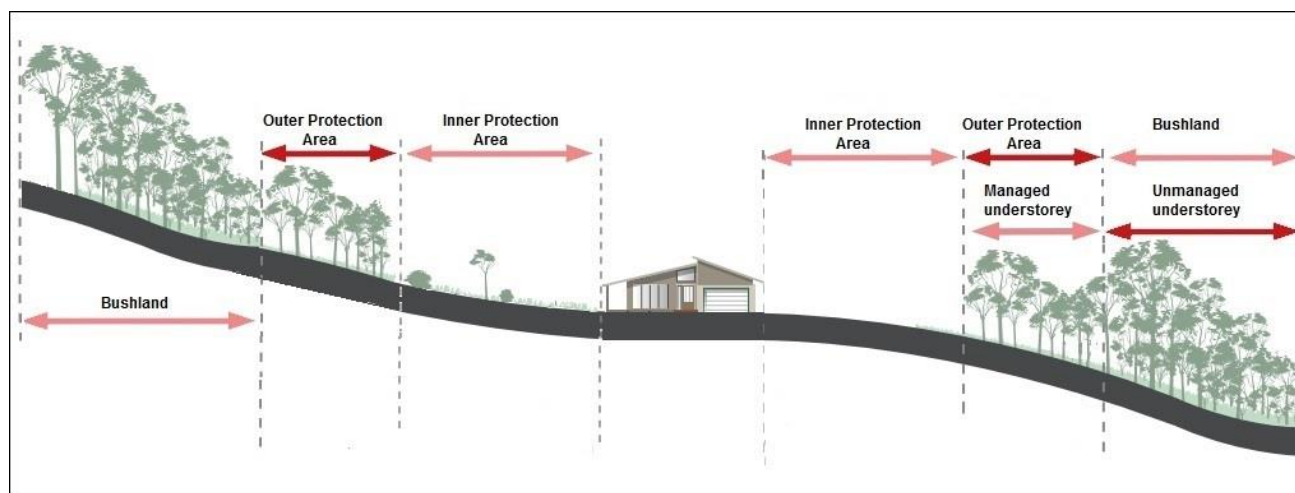 Outer Protection
Area
Inner Protection
Area
Inner Protection
Area
Outer Protection
Area
Bushland
Managed
understorey
Unmanaged
understorey
Bushland